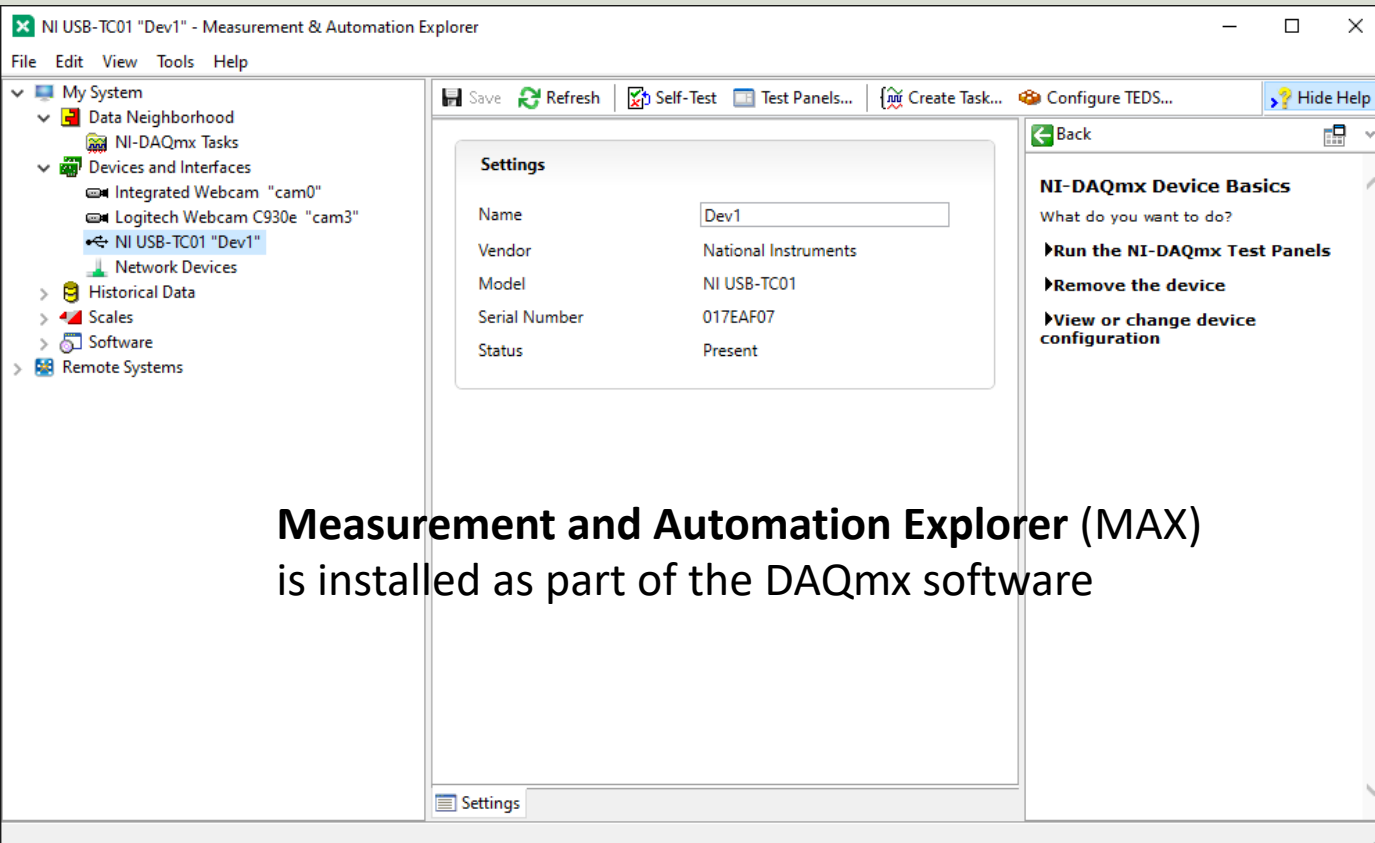 NI USB-TC01 "Dev1" - Measurement & Automation Explorer
File Edit View Tools Help
My System
Data Neighborhood
NI-DAQmx Tasks
Devices and Interfaces
Integrated Webcam "cam0"
Logitech Webcam C930e "cam3"
NI USB-TC01 "Dev1"
Network Devices
Historical Data
Scales
Software
Remote Systems
Save Refresh Self-Test Test Panels... Create Task... Configure TEDS... Hide Help
Settings
Name Dev1
Vendor National Instruments
Model NI USB-TC01
Serial Number 017EAF07
Status Present
Back
NI-DAQmx Device Basics
What do you want to do?
Run the NI-DAQmx Test Panels
Remove the device
View or change device
configuration
Measurement and Automation Explorer (MAX)
is installed as part of the DAQmx software
Settings